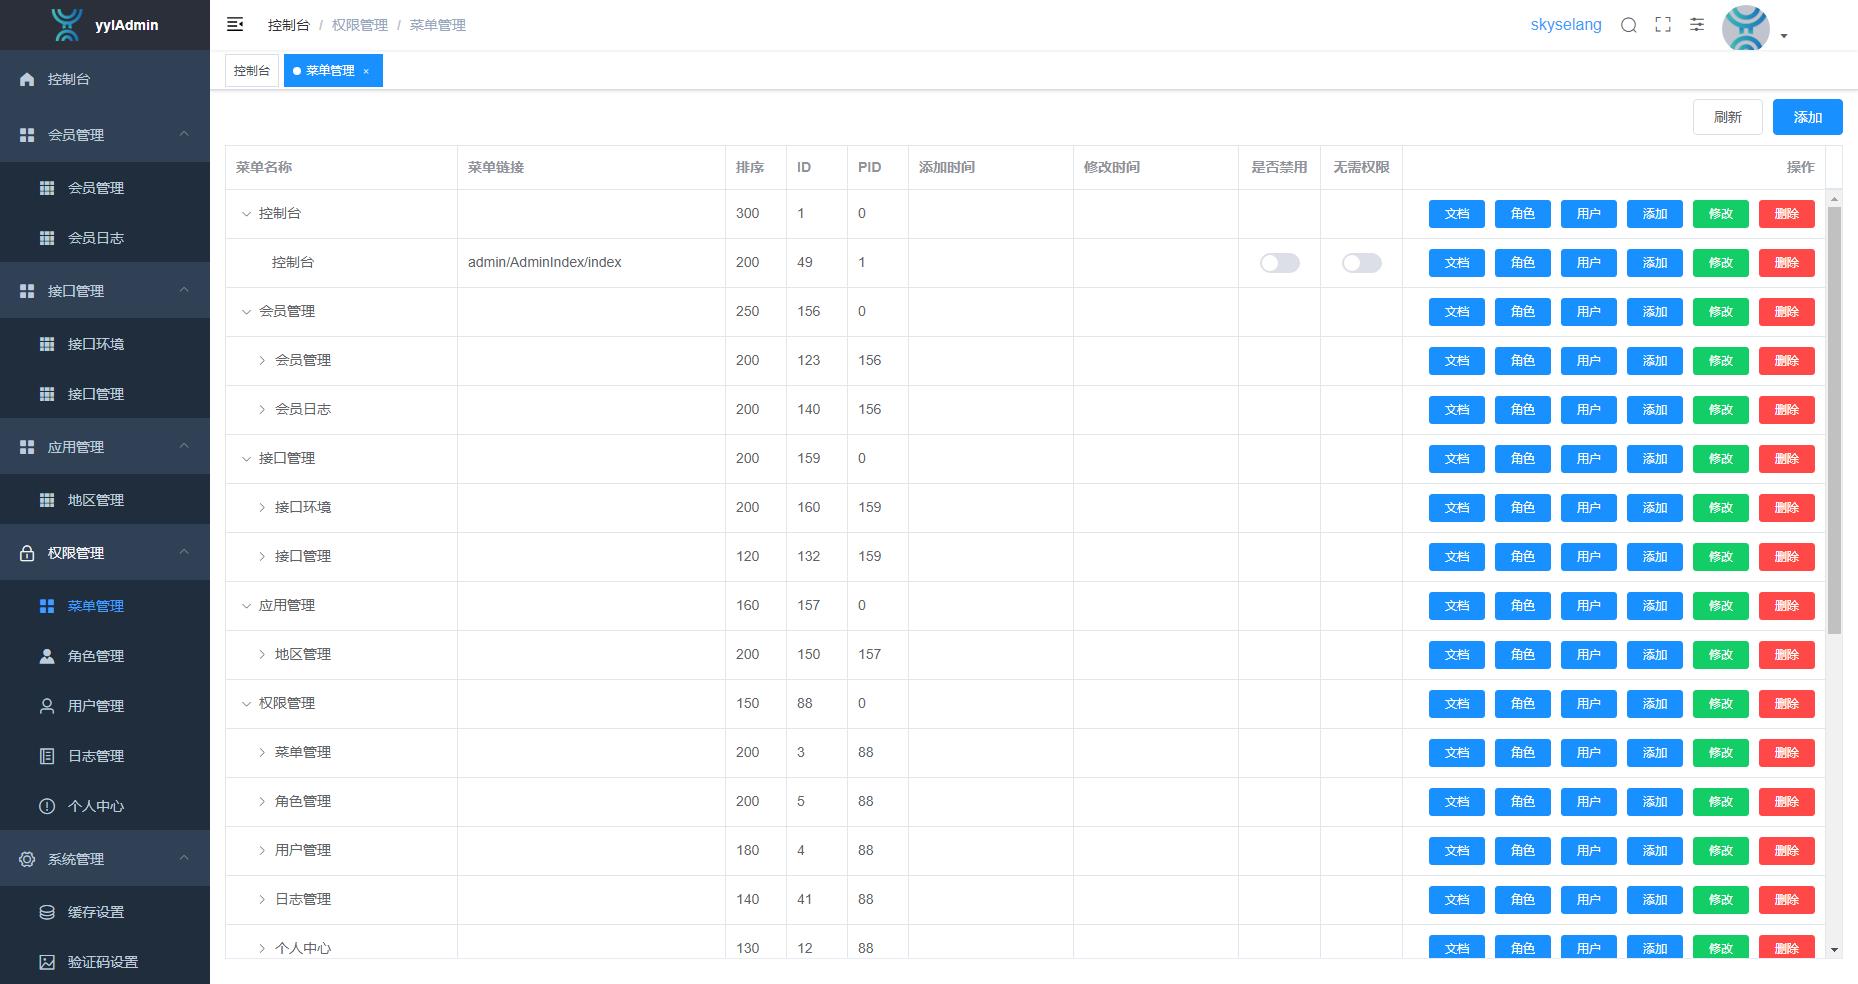 yylAdmin
控制台 / 权限管理 / 菜单管理
skyselang
控制台
菜单管理 ×
刷新 添加
控制台
会员管理
会员管理
会员日志
接口管理
接口环境
接口管理
应用管理
地区管理
权限管理
菜单管理
角色管理
用户管理
日志管理
个人中心
系统管理
缓存设置
验证码设置
菜单名称 菜单链接 排序 ID PID 添加时间 修改时间 是否禁用 无需权限 操作
控制台 300 1 0 文档 角色 用户 添加 修改 删除
控制台 admin/AdminIndex/index 200 49 1 文档 角色 用户 添加 修改 删除
会员管理 250 156 0 文档 角色 用户 添加 修改 删除
会员管理 200 123 156 文档 角色 用户 添加 修改 删除
会员日志 200 140 156 文档 角色 用户 添加 修改 删除
接口管理 200 159 0 文档 角色 用户 添加 修改 删除
接口环境 200 160 159 文档 角色 用户 添加 修改 删除
接口管理 120 132 159 文档 角色 用户 添加 修改 删除
应用管理 160 157 0 文档 角色 用户 添加 修改 删除
地区管理 200 150 157 文档 角色 用户 添加 修改 删除
权限管理 150 88 0 文档 角色 用户 添加 修改 删除
菜单管理 200 3 88 文档 角色 用户 添加 修改 删除
角色管理 200 5 88 文档 角色 用户 添加 修改 删除
用户管理 180 4 88 文档 角色 用户 添加 修改 删除
日志管理 140 41 88 文档 角色 用户 添加 修改 删除
个人中心 130 12 88 文档 角色 用户 添加 修改 删除